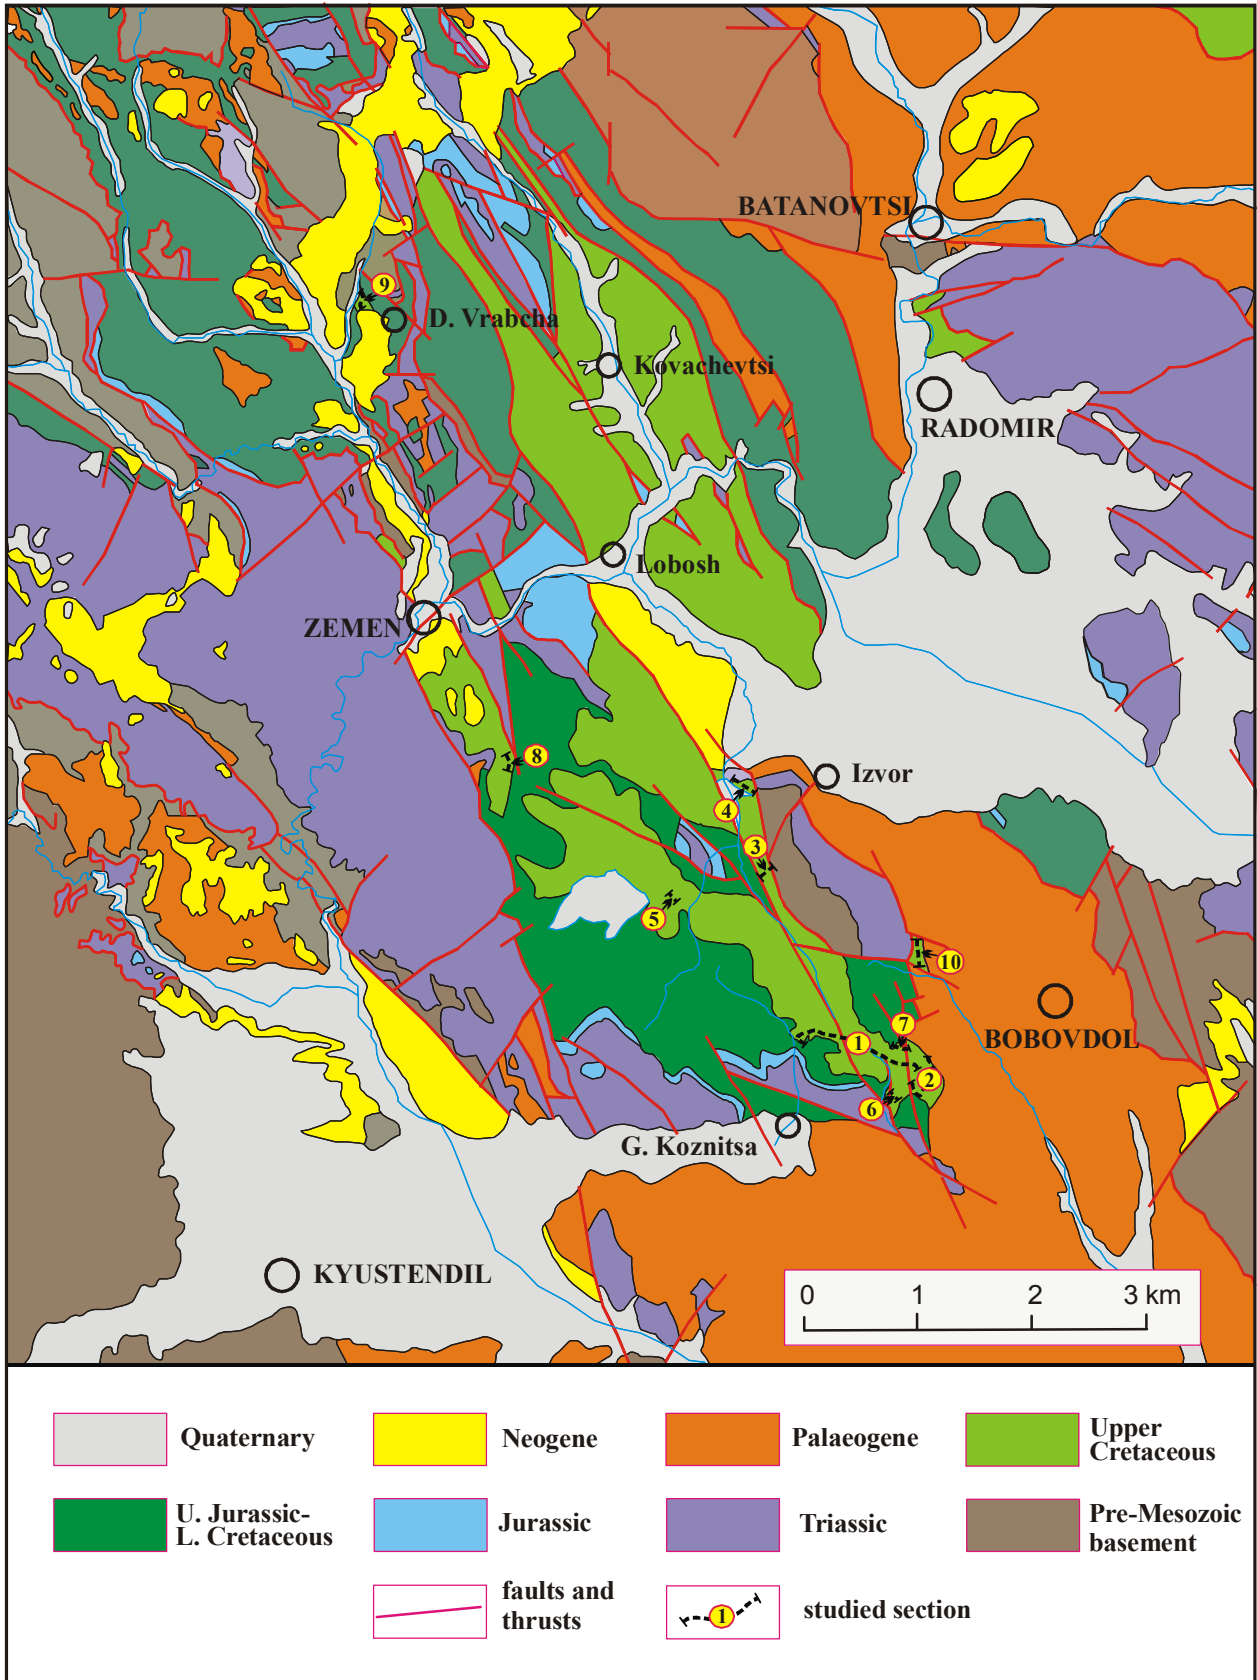 BATANOVTSI
9
D. Vrabcha
Kovachevtsi
RADOMIR
Lobosh
ZEMEN
8
Izvor
4
3
5
10
BOBOVDOL
7
1
2
6
G. Koznitsa
KYUSTENDIL
0 1 2 3 km
Quaternary
Neogene
Palaeogene
Upper
Cretaceous
U. Jurassic-
L. Cretaceous
Jurassic
Triassic
Pre-Mesozoic
basement
faults and
thrusts
1
studied section